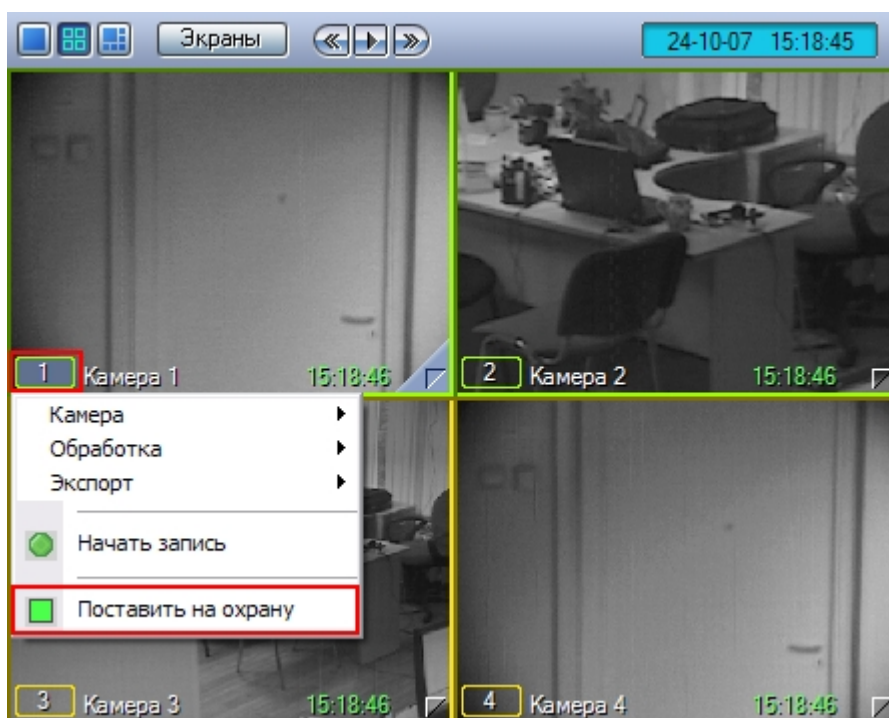 Экраны
24-10-07 15:18:45
1 Камера 1 15:18:46
2 Камера 2 15:18:46
Камера
Обработка
Экспорт
Начать запись
Поставить на охрану
3 Камера 3 15:18:46
4 Камера 4 15:18:46